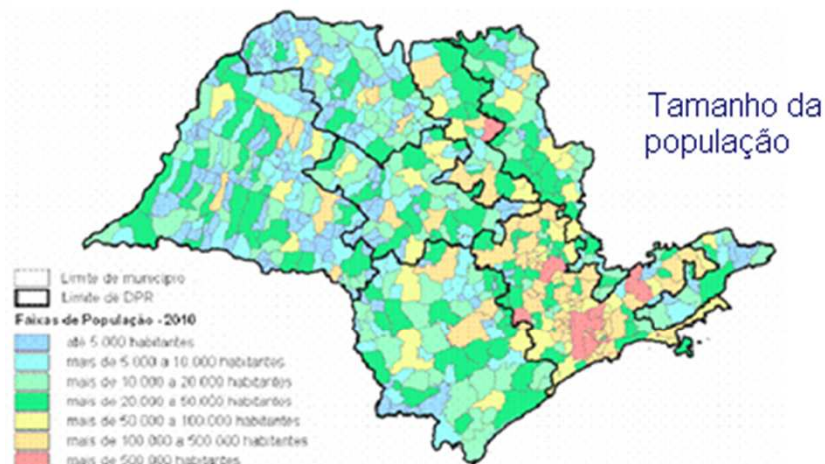 Tamanho da
população
Limite de município
Limite de DPR
Faixas de População - 2010
até 5.000 habitantes
mais de 5.000 a 10.000 habitantes
mais de 10.000 a 20.000 habitantes
mais de 20.000 a 50.000 habitantes
mais de 50.000 a 100.000 habitantes
mais de 100.000 a 500.000 habitantes
mais de 500.000 habitantes